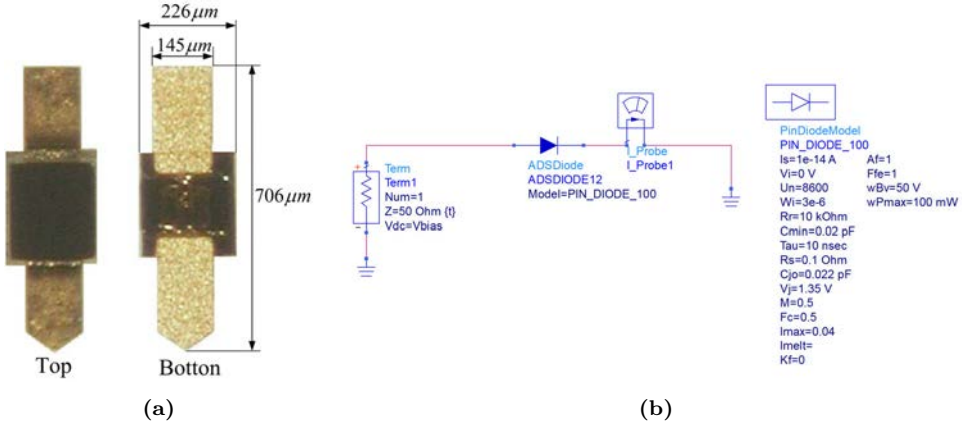 226μm
145μm
706μm
Top
Botton
(a)
Term
Term1
Num=1
Z=50 Ohm {t}
Vdc=Vbias
ADSDiode
ADSDIODE12
Model=PIN_DIODE_100
I_Probe
I_Probe1
PinDiodeModel
PIN_DIODE_100
Is=1e-14 A Af=1
Vi=0 V Ffe=1
Un=8600 wBv=50 V
Wi=3e-6 wPmax=100 mW
Rr=10 kOhm
Cmin=0.02 pF
Tau=10 nsec
Rs=0.1 Ohm
Cjo=0.022 pF
Vj=1.35 V
M=0.5
Fc=0.5
Imax=0.04
Imelt=
Kf=0
(b)